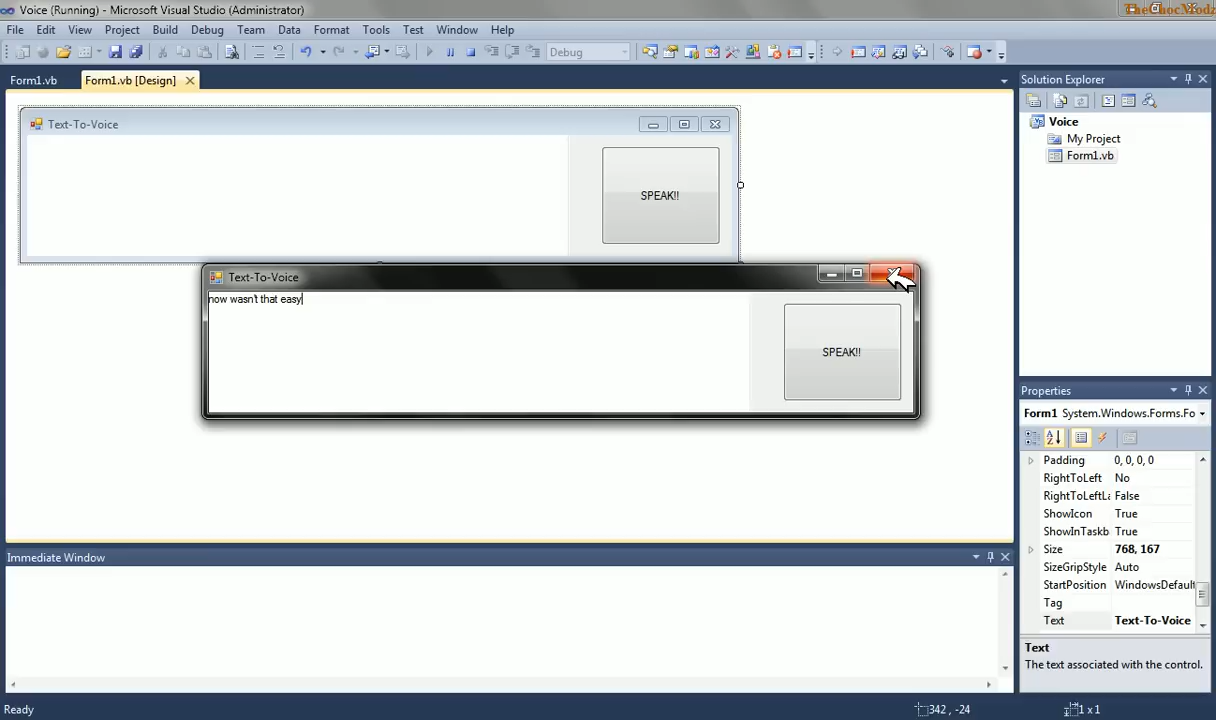 Voice (Running) - Microsoft Visual Studio (Administrator)
TheChocModz
File Edit View Project Build Debug Team Data Format Tools Test Window Help
Debug
Form1.vb
Form1.vb [Design]
Text-To-Voice
SPEAK!!
Text-To-Voice
now wasn't that easy
SPEAK!!
Immediate Window
Ready
342 , -24
1 x 1
Solution Explorer
Voice
My Project
Form1.vb
Properties
Form1 System.Windows.Forms.Fo
Padding 0, 0, 0, 0
RightToLeft No
RightToLeftLa False
ShowIcon True
ShowInTaskb True
Size 768, 167
SizeGripStyle Auto
StartPosition WindowsDefault
Tag
Text Text-To-Voice
Text
The text associated with the control.